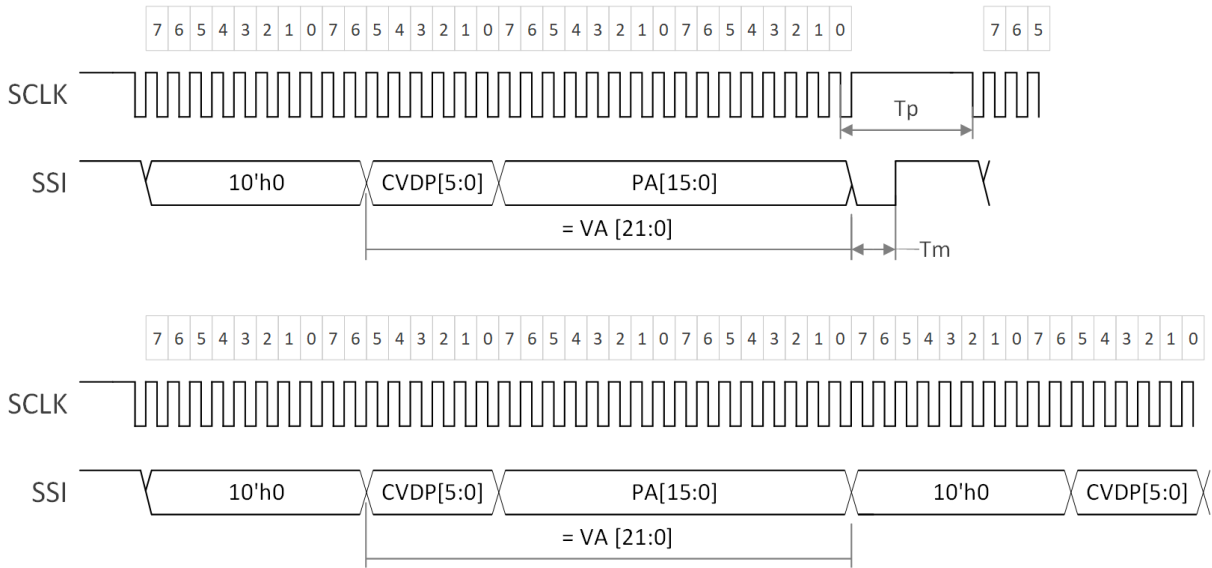 7 6 5 4 3 2 1 0 7 6 5 4 3 2 1 0 7 6 5 4 3 2 1 0 7 6 5 4 3 2 1 0 7 6 5
SCLK
Tp
SSI 10'h0 CVDP[5:0] PA[15:0]
= VA [21:0]
Tm
7 6 5 4 3 2 1 0 7 6 5 4 3 2 1 0 7 6 5 4 3 2 1 0 7 6 5 4 3 2 1 0 7 6 5 4 3 2 1 0 7 6 5 4 3 2 1 0
SCLK
SSI 10'h0 CVDP[5:0] PA[15:0] 10'h0 CVDP[5:0]
= VA [21:0]